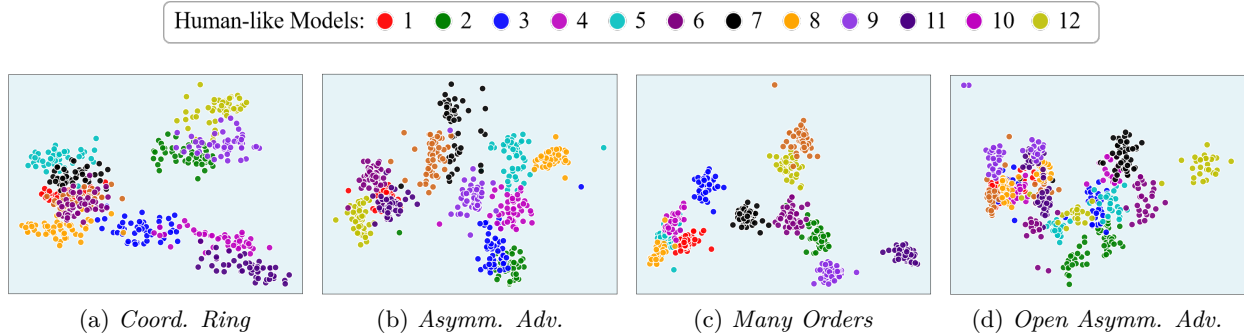 Human-like Models: 1 2 3 4 5 6 7 8 9 11 10 12
(a) Coord. Ring (b) Asymm. Adv. (c) Many Orders (d) Open Asymm. Adv.